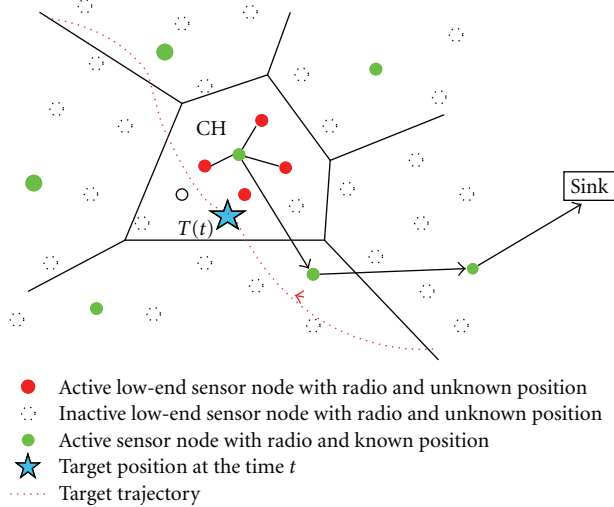 CH
Sink
T(t)
Active low-end sensor node with radio and unknown position
Inactive low-end sensor node with radio and unknown position
Active sensor node with radio and known position
Target position at the time t
Target trajectory